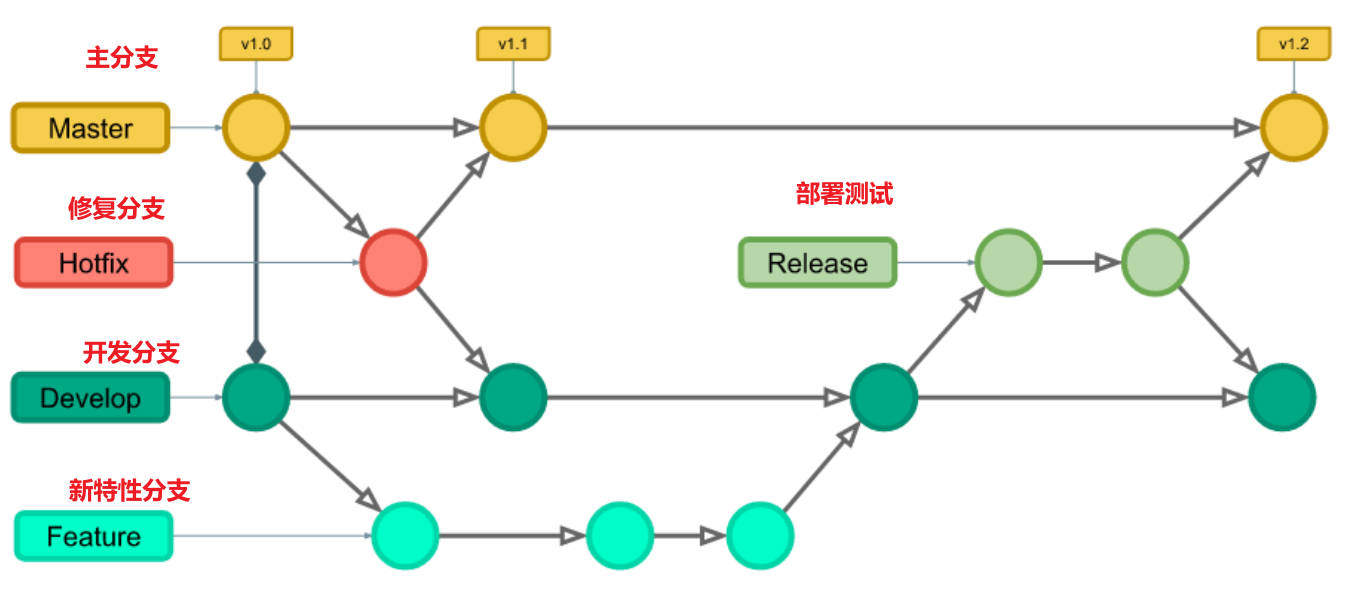 v1.0
v1.1
v1.2
主分支
Master
修复分支
部署测试
Hotfix
Release
开发分支
Develop
新特性分支
Feature